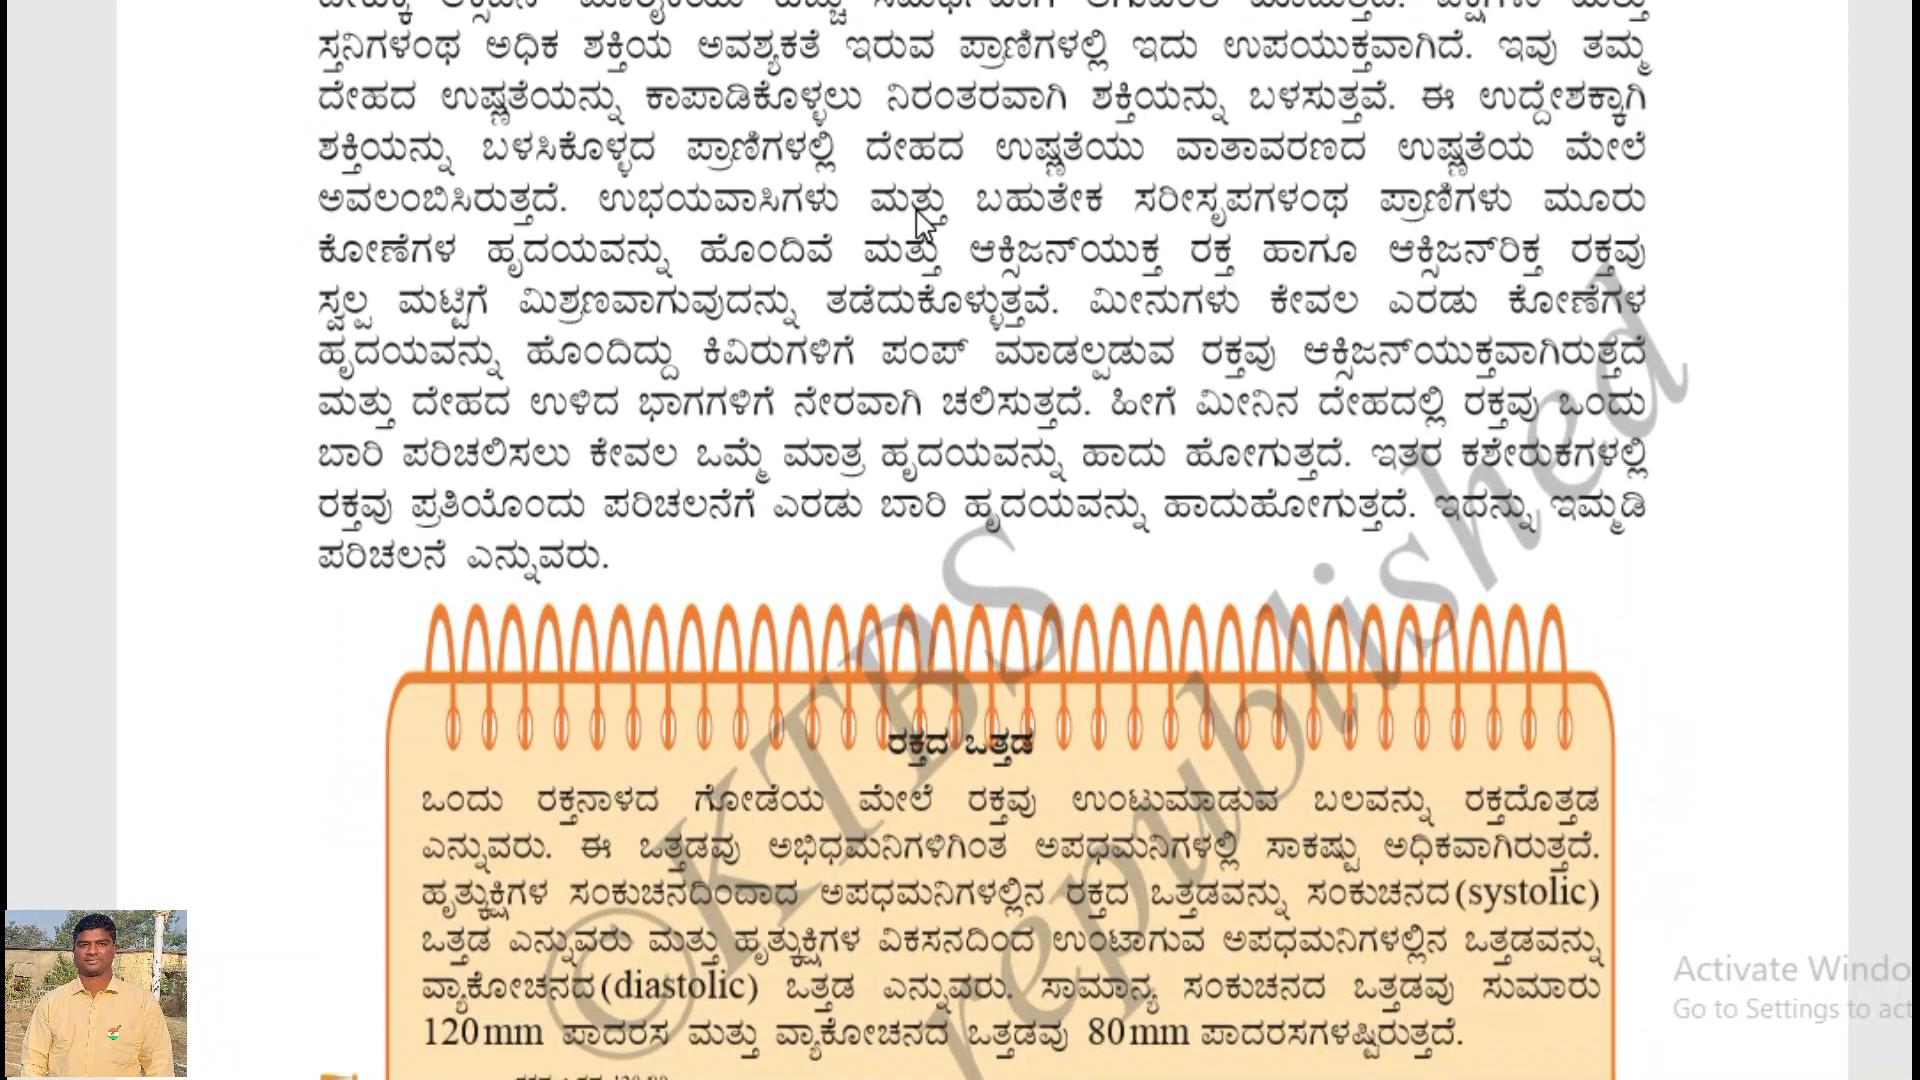 ಸ್ತನಿಗಳಂಥ ಅಧಿಕ ಶಕ್ತಿಯ ಅವಶ್ಯಕತೆ ಇರುವ ಪ್ರಾಣಿಗಳಲ್ಲಿ ಇದು ಉಪಯುಕ್ತವಾಗಿದೆ. ಇವು ತಮ್ಮ
ದೇಹದ ಉಷ್ಣತೆಯನ್ನು ಕಾಪಾಡಿಕೊಳ್ಳಲು ನಿರಂತರವಾಗಿ ಶಕ್ತಿಯನ್ನು ಬಳಸುತ್ತವೆ. ಈ ಉದ್ದೇಶಕ್ಕಾಗಿ
ಶಕ್ತಿಯನ್ನು ಬಳಸಿಕೊಳ್ಳದ ಪ್ರಾಣಿಗಳಲ್ಲಿ ದೇಹದ ಉಷ್ಣತೆಯು ವಾತಾವರಣದ ಉಷ್ಣತೆಯ ಮೇಲೆ
ಅವಲಂಬಿಸಿರುತ್ತದೆ. ಉಭಯವಾಸಿಗಳು ಮತ್ತು ಬಹುತೇಕ ಸರೀಸೃಪಗಳಂಥ ಪ್ರಾಣಿಗಳು ಮೂರು
ಕೋಣೆಗಳ ಹೃದಯವನ್ನು ಹೊಂದಿವೆ ಮತ್ತು ಆಕ್ಸಿಜನ್‌ಯುಕ್ತ ರಕ್ತ ಹಾಗೂ ಆಕ್ಸಿಜನ್‌ರಿಕ್ತ ರಕ್ತವು
ಸ್ವಲ್ಪ ಮಟ್ಟಿಗೆ ಮಿಶ್ರಣವಾಗುವುದನ್ನು ತಡೆದುಕೊಳ್ಳುತ್ತವೆ. ಮೀನುಗಳು ಕೇವಲ ಎರಡು ಕೋಣೆಗಳ
ಹೃದಯವನ್ನು ಹೊಂದಿದ್ದು ಕಿವಿರುಗಳಿಗೆ ಪಂಪ್ ಮಾಡಲ್ಪಡುವ ರಕ್ತವು ಆಕ್ಸಿಜನ್‌ಯುಕ್ತವಾಗಿರುತ್ತದೆ
ಮತ್ತು ದೇಹದ ಉಳಿದ ಭಾಗಗಳಿಗೆ ನೇರವಾಗಿ ಚಲಿಸುತ್ತದೆ. ಹೀಗೆ ಮೀನಿನ ದೇಹದಲ್ಲಿ ರಕ್ತವು ಒಂದು
ಬಾರಿ ಪರಿಚಲಿಸಲು ಕೇವಲ ಒಮ್ಮೆ ಮಾತ್ರ ಹೃದಯವನ್ನು ಹಾದು ಹೋಗುತ್ತದೆ. ಇತರ ಕಶೇರುಕಗಳಲ್ಲಿ
ರಕ್ತವು ಪ್ರತಿಯೊಂದು ಪರಿಚಲನೆಗೆ ಎರಡು ಬಾರಿ ಹೃದಯವನ್ನು ಹಾದುಹೋಗುತ್ತದೆ. ಇದನ್ನು ಇಮ್ಮಡಿ
ಪರಿಚಲನೆ ಎನ್ನುವರು.
ರಕ್ತದ ಒತ್ತಡ
ಒಂದು ರಕ್ತನಾಳದ ಗೋಡೆಯ ಮೇಲೆ ರಕ್ತವು ಉಂಟುಮಾಡುವ ಬಲವನ್ನು ರಕ್ತದೊತ್ತಡ
ಎನ್ನುವರು. ಈ ಒತ್ತಡವು ಅಭಿಧಮನಿಗಳಿಗಿಂತ ಅಪಧಮನಿಗಳಲ್ಲಿ ಸಾಕಷ್ಟು ಅಧಿಕವಾಗಿರುತ್ತದೆ.
ಹೃತ್ಕುಕ್ಷಿಗಳ ಸಂಕುಚನದಿಂದಾದ ಅಪಧಮನಿಗಳಲ್ಲಿನ ರಕ್ತದ ಒತ್ತಡವನ್ನು ಸಂಕುಚನದ(systolic)
ಒತ್ತಡ ಎನ್ನುವರು ಮತ್ತು ಹೃತ್ಕುಕ್ಷಿಗಳ ವಿಕಸನದಿಂದ ಉಂಟಾಗುವ ಅಪಧಮನಿಗಳಲ್ಲಿನ ಒತ್ತಡವನ್ನು
ವ್ಯಾಕೋಚನದ(diastolic) ಒತ್ತಡ ಎನ್ನುವರು. ಸಾಮಾನ್ಯ ಸಂಕುಚನದ ಒತ್ತಡವು ಸುಮಾರು
120mm ಪಾದರಸ ಮತ್ತು ವ್ಯಾಕೋಚನದ ಒತ್ತಡವು 80mm ಪಾದರಸಗಳಷ್ಟಿರುತ್ತದೆ.
©KTBS
republished
Activate Windo
Go to Settings to act